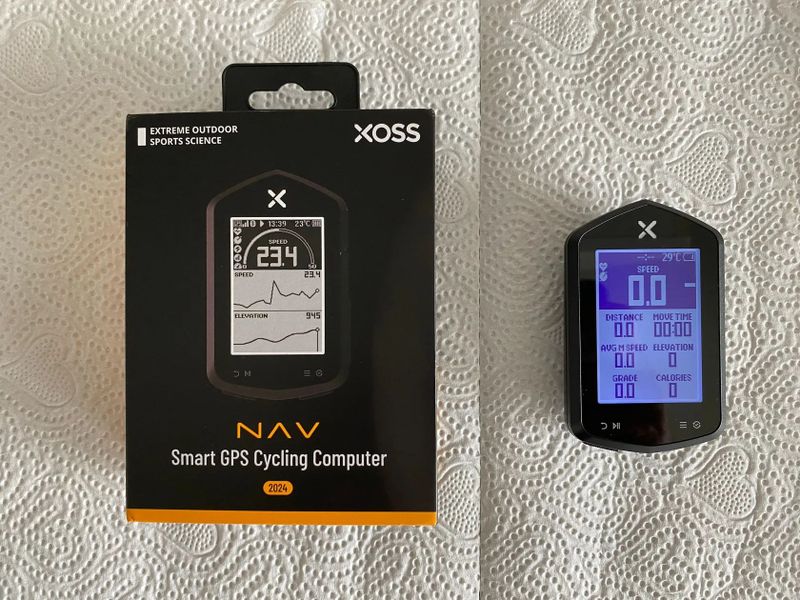 EXTREME OUTDOOR
SPORTS SCIENCE
XOSS
13:39 23°C
SPEED
23.4
0 50
SPEED 23.4
ELEVATION 945
NAV
Smart GPS Cycling Computer
2024
--:-- 29°C
SPEED
0.0
DISTANCE MOVE TIME
0.0 00:00
AVG M SPEED ELEVATION
0.0 0
GRADE CALORIES
0.0 0